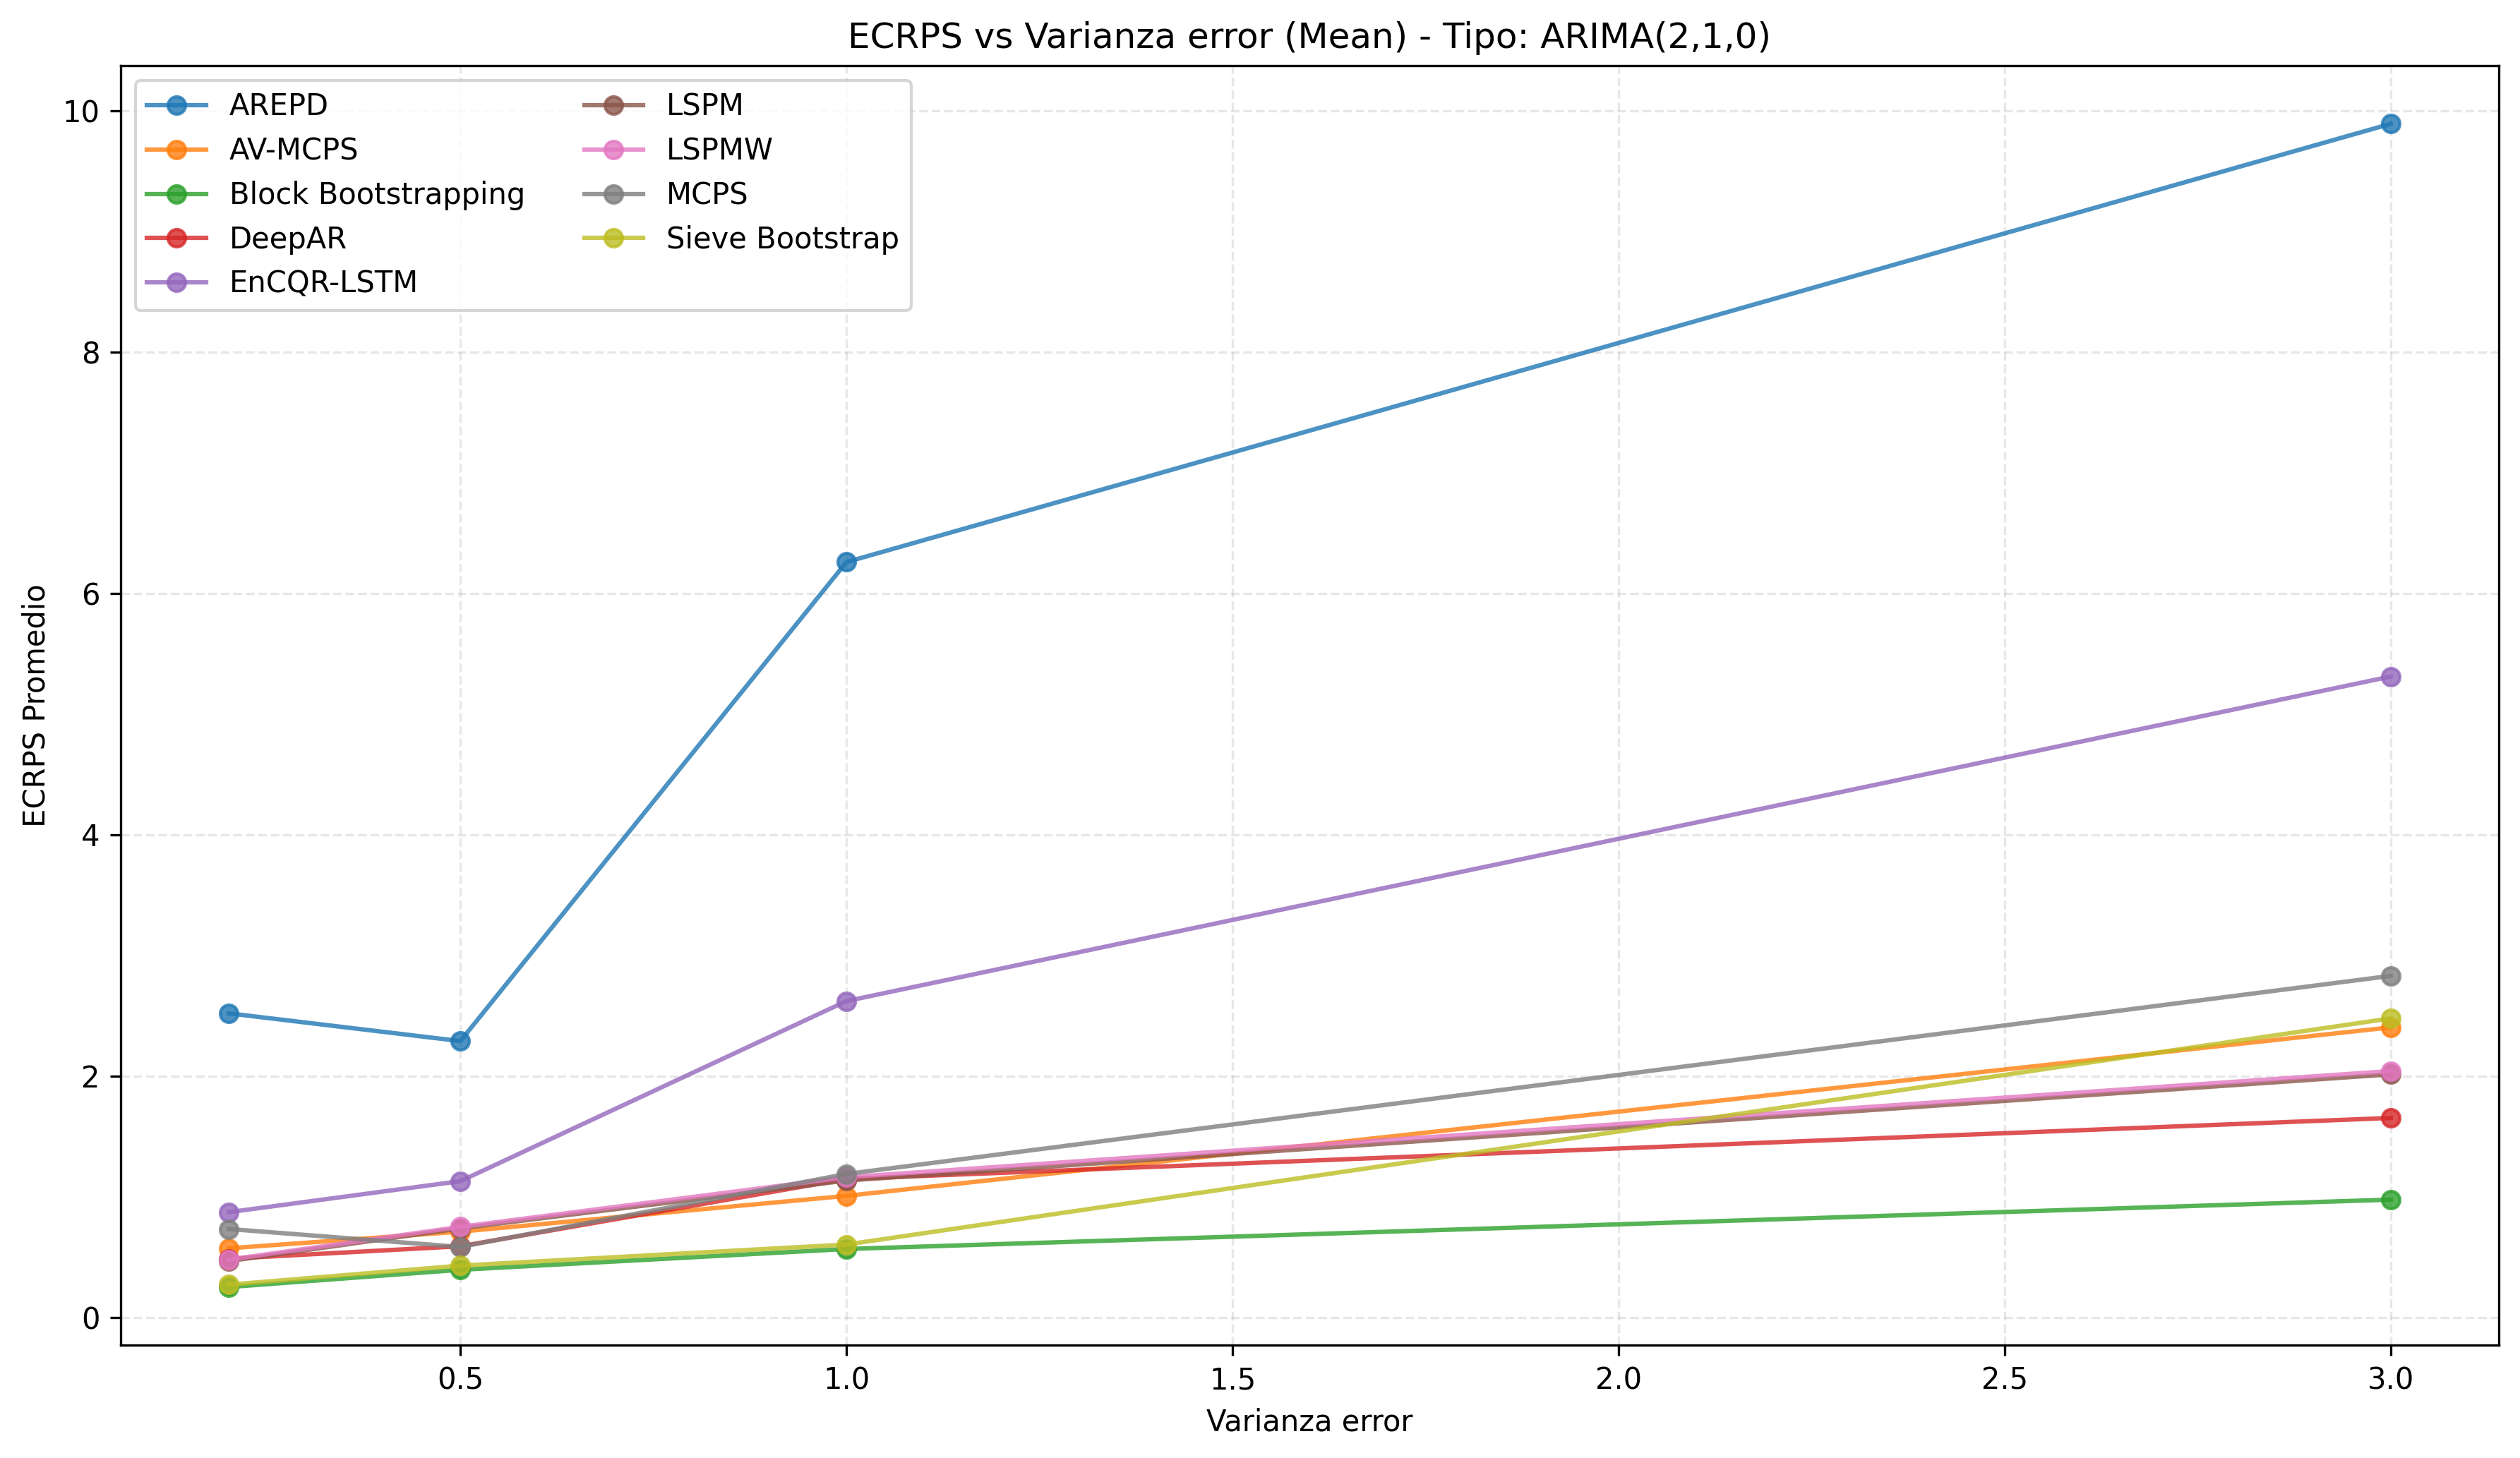 ECRPS vs Varianza error (Mean) - Tipo: ARIMA(2,1,0)
AREPD
AV-MCPS
Block Bootstrapping
DeepAR
EnCQR-LSTM
LSPM
LSPMW
MCPS
Sieve Bootstrap
ECRPS Promedio
10
8
6
4
2
0
0.5 1.0 1.5 2.0 2.5 3.0
Varianza error